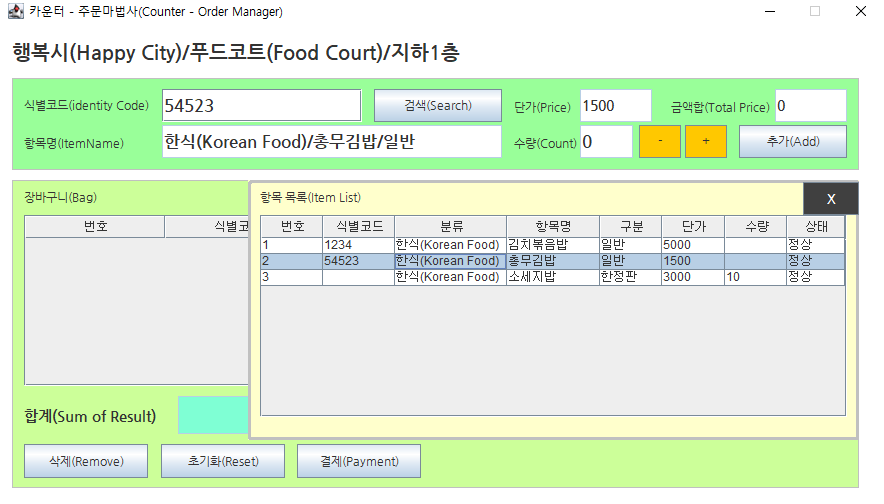 카운터 - 주문마법사(Counter - Order Manager)
행복시(Happy City)/푸드코트(Food Court)/지하1층
식별코드(identity Code) 54523 검색(Search) 단가(Price) 1500 금액합(Total Price) 0
항목명(ItemName) 한식(Korean Food)/총무김밥/일반 수량(Count) 0 - + 추가(Add)
장바구니(Bag)
번호 식별코
항목 목록(Item List) X
번호 식별코드 분류 항목명 구분 단가 수량 상태
1 1234 한식(Korean Food) 김치볶음밥 일반 5000 정상
2 54523 한식(Korean Food) 총무김밥 일반 1500 정상
3 한식(Korean Food) 소세지밥 한정판 3000 10 정상
합계(Sum of Result)
삭제(Remove) 초기화(Reset) 결제(Payment)